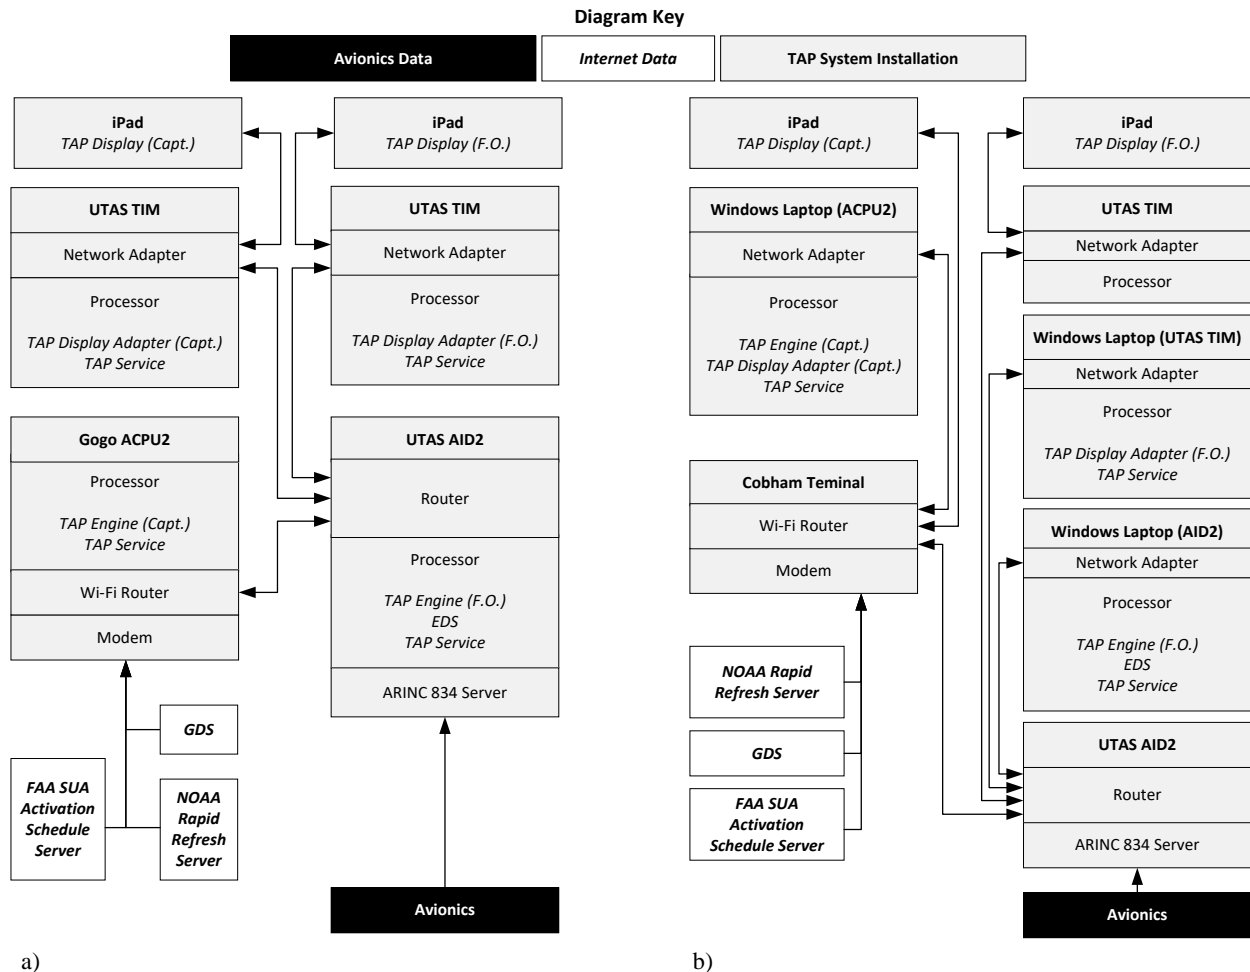 Diagram Key
Avionics Data
Internet Data
TAP System Installation
iPad
TAP Display (Capt.)
UTAS TIM
Network Adapter
Processor
TAP Display Adapter (Capt.)
TAP Service
Gogo ACPU2
Processor
TAP Engine (Capt.)
TAP Service
Wi-Fi Router
Modem
GDS
FAA SUA
Activation
Schedule
Server
NOAA
Rapid
Refresh
Server
iPad
TAP Display (F.O.)
UTAS TIM
Network Adapter
Processor
TAP Display Adapter (F.O.)
TAP Service
UTAS AID2
Router
Processor
TAP Engine (F.O.)
EDS
TAP Service
ARINC 834 Server
Avionics
a)
iPad
TAP Display (Capt.)
Windows Laptop (ACPU2)
Network Adapter
Processor
TAP Engine (Capt.)
TAP Display Adapter (Capt.)
TAP Service
Cobham Teminal
Wi-Fi Router
Modem
NOAA Rapid
Refresh Server
GDS
FAA SUA
Activation
Schedule Server
iPad
TAP Display (F.O.)
UTAS TIM
Network Adapter
Processor
Windows Laptop (UTAS TIM)
Network Adapter
Processor
TAP Display Adapter (F.O.)
TAP Service
Windows Laptop (AID2)
Network Adapter
Processor
TAP Engine (F.O.)
EDS
TAP Service
UTAS AID2
Router
ARINC 834 Server
Avionics
b)